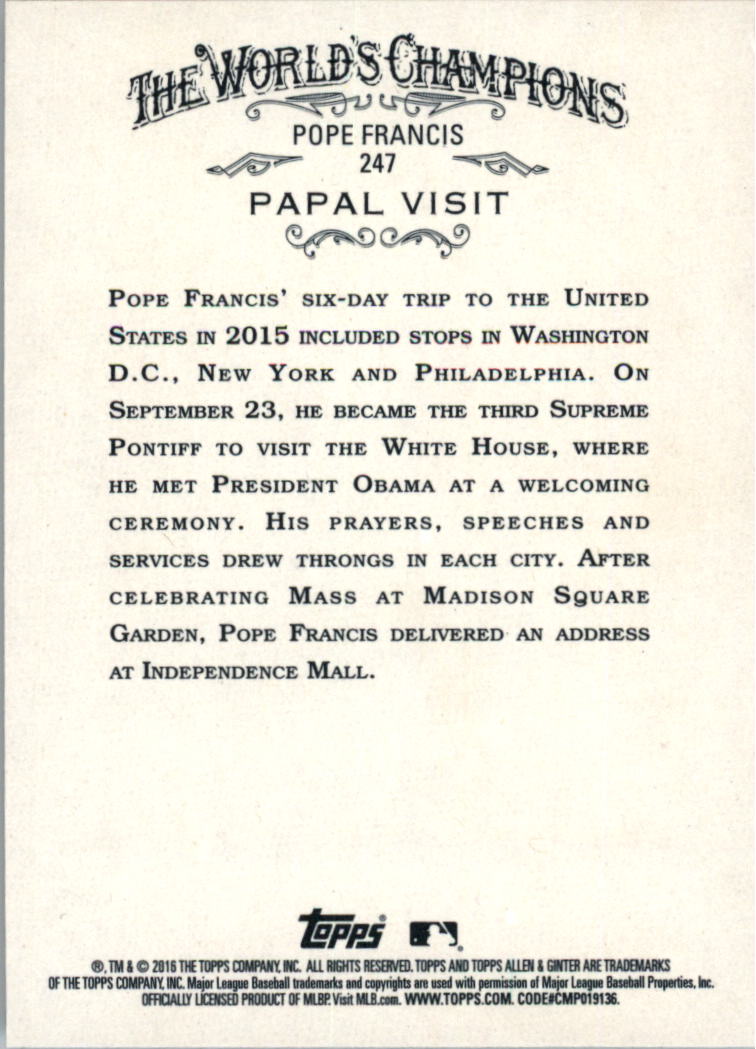 THE WORLD'S CHAMPIONS
POPE FRANCIS
247
PAPAL VISIT
POPE FRANCIS' SIX-DAY TRIP TO THE UNITED
STATES IN 2015 INCLUDED STOPS IN WASHINGTON
D.C., NEW YORK AND PHILADELPHIA. ON
SEPTEMBER 23, HE BECAME THE THIRD SUPREME
PONTIFF TO VISIT THE WHITE HOUSE, WHERE
HE MET PRESIDENT OBAMA AT A WELCOMING
CEREMONY. HIS PRAYERS, SPEECHES AND
SERVICES DREW THRONGS IN EACH CITY. AFTER
CELEBRATING MASS AT MADISON SQUARE
GARDEN, POPE FRANCIS DELIVERED AN ADDRESS
AT INDEPENDENCE MALL.
Topps® ®
®, TM & © 2016 THE TOPPS COMPANY, INC. ALL RIGHTS RESERVED. TOPPS AND TOPPS ALLEN & GINTER ARE TRADEMARKS
OF THE TOPPS COMPANY, INC. Major League Baseball trademarks and copyrights are used with permission of Major League Baseball Properties, Inc.
OFFICIALLY LICENSED PRODUCT OF MLBP. Visit MLB.com. WWW.TOPPS.COM. CODE#CMP019136.